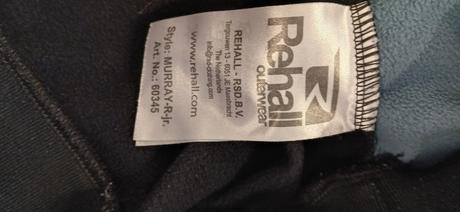 Rehall
outerwear
REHALL - RSD B.V.
The Netherlands
www.rehall.com
Style: MURRAY-R-jr.
Art. No.: 60345